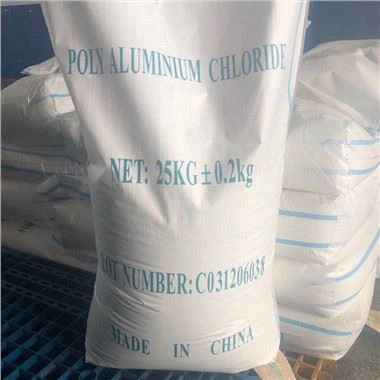 POLY ALUMINIUM CHLORIDE
NET: 25KG±0.2kg
LOT NUMBER: C031206038
MADE IN CHINA